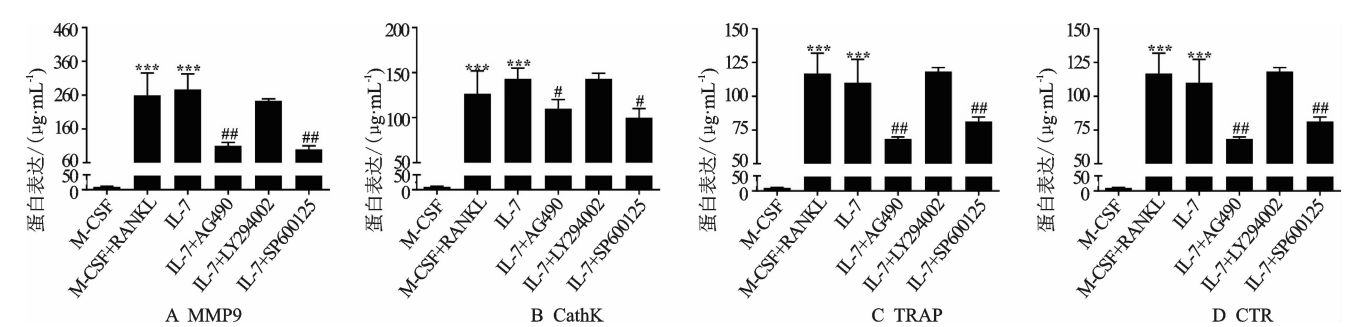 蛋白表达/(μg·mL⁻¹)
460
360
260
160
60
50
0
***
***
##
##
M-CSF
M-CSF+RANKL
IL-7
IL-7+AG490
IL-7+LY294002
IL-7+SP600125
A MMP9
蛋白表达/(μg·mL⁻¹)
200
150
100
50
50
0
***
***
#
#
M-CSF
M-CSF+RANKL
IL-7
IL-7+AG490
IL-7+LY294002
IL-7+SP600125
B CathK
蛋白表达/(μg·mL⁻¹)
150
125
100
75
50
50
0
***
***
##
##
M-CSF
M-CSF+RANKL
IL-7
IL-7+AG490
IL-7+LY294002
IL-7+SP600125
C TRAP
蛋白表达/(μg·mL⁻¹)
150
125
100
75
50
50
0
***
***
##
##
M-CSF
M-CSF+RANKL
IL-7
IL-7+AG490
IL-7+LY294002
IL-7+SP600125
D CTR